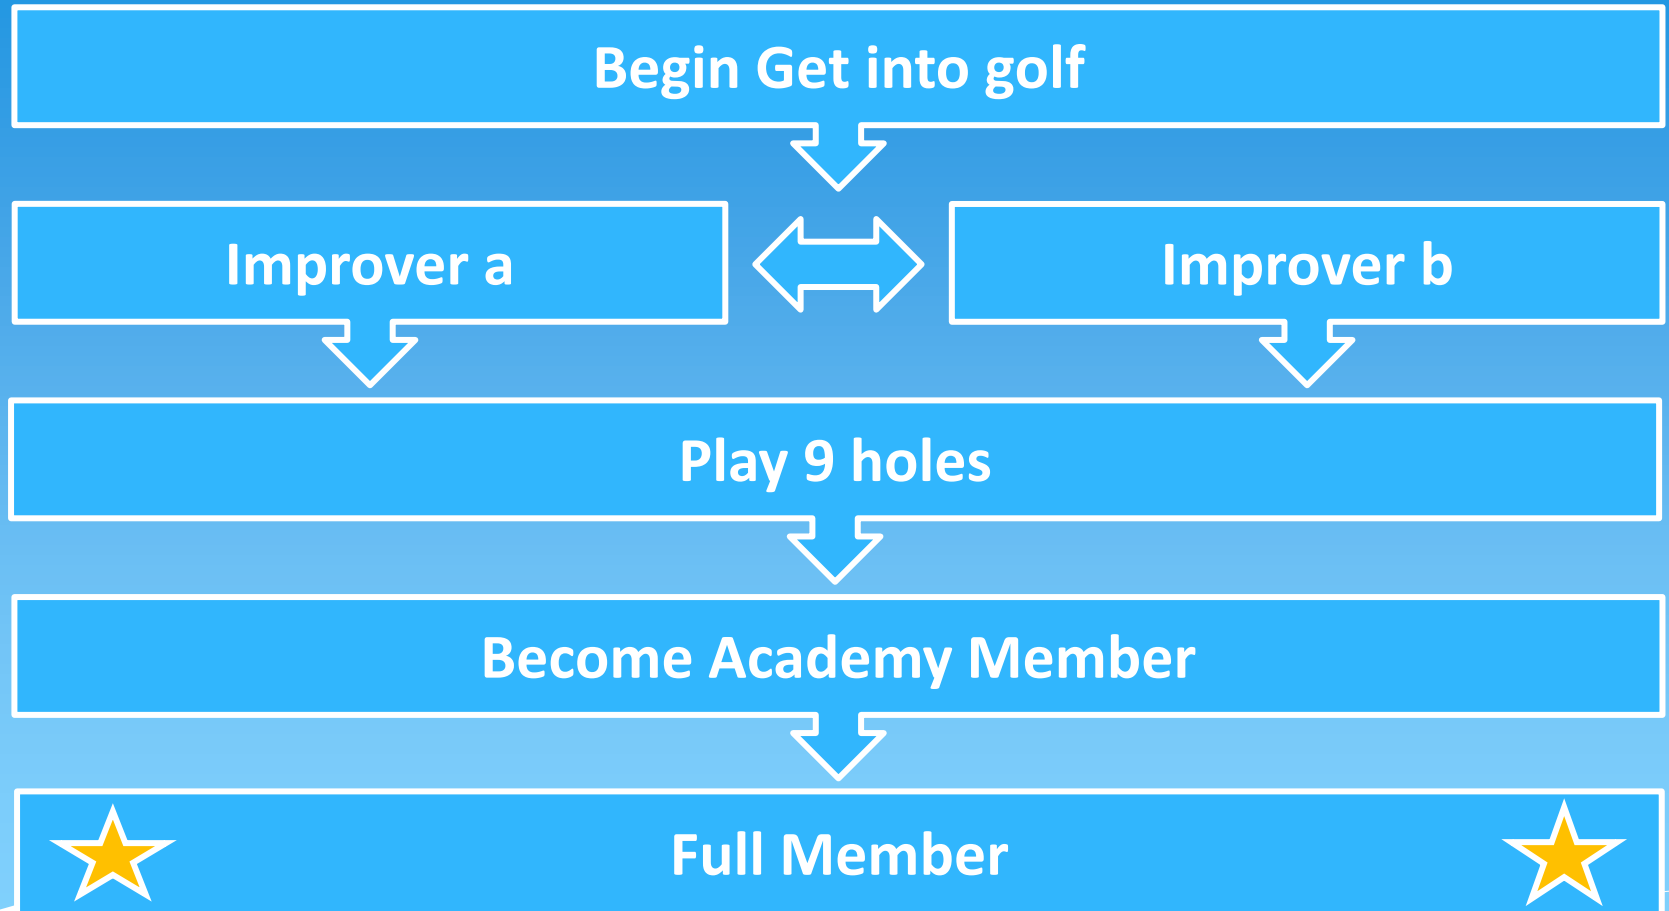 Begin Get into golf
Improver a
Improver b
Play 9 holes
Become Academy Member
Full Member